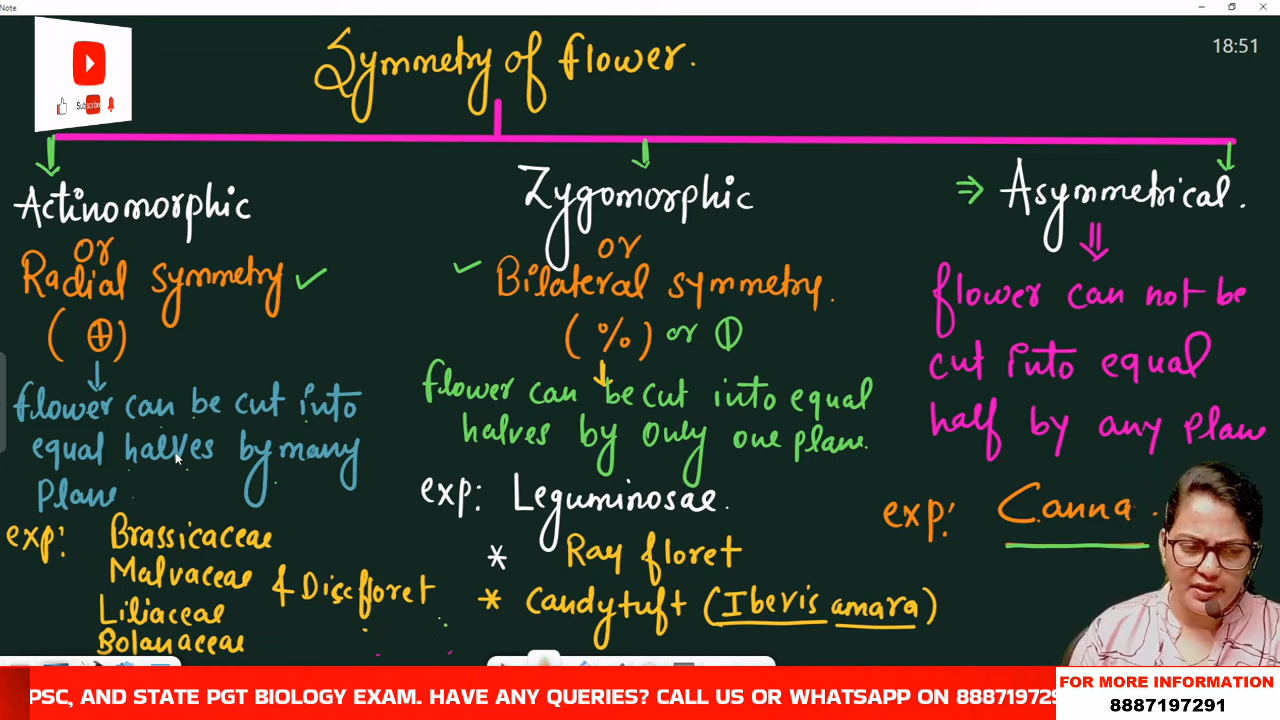 Note
18:51
Subscribe
Symmetry of flower.
Actinomorphic
or
Radial symmetry ✓
(⊕)
flower can be cut into
equal halves by many
Plane
exp: Brassicaceae
Malvaceae & Disc floret
Liliaceae
Solanaceae
Zygomorphic
or
✓ Bilateral symmetry.
(%) or ⦶
flower can be cut into equal
halves by only one plane.
exp: Leguminosae.
* Ray floret
* Candytuft (Iberis amara)
⇒ Asymmetrical.
flower can not be
cut into equal
half by any Plane
exp: Canna.
PSC, AND STATE PGT BIOLOGY EXAM. HAVE ANY QUERIES? CALL US OR WHATSAPP ON 88871972
FOR MORE INFORMATION
8887197291